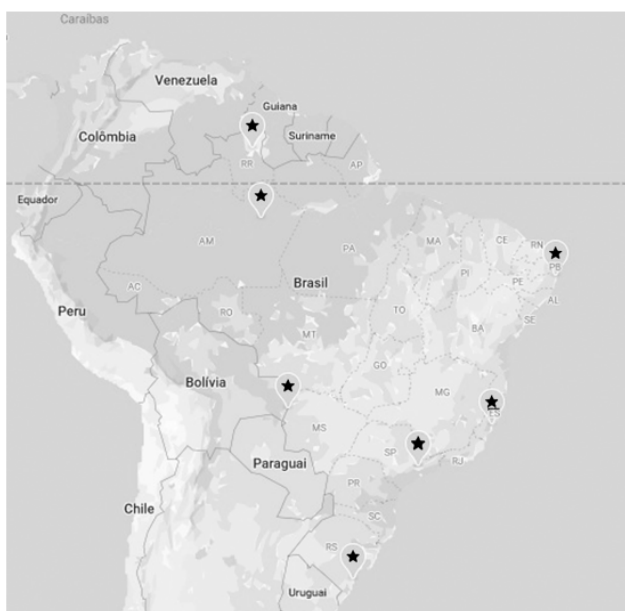 Caraíbas
Venezuela
Guiana
Colômbia
Suriname
RR
AP
Equador
AM
PA
MA
CE
RN
PB
Brasil
PI
PE
AC
AL
Peru
TO
SE
RO
MT
BA
GO
Bolívia
MG
ES
MS
SP
RJ
Paraguai
PR
Chile
SC
RS
Uruguai